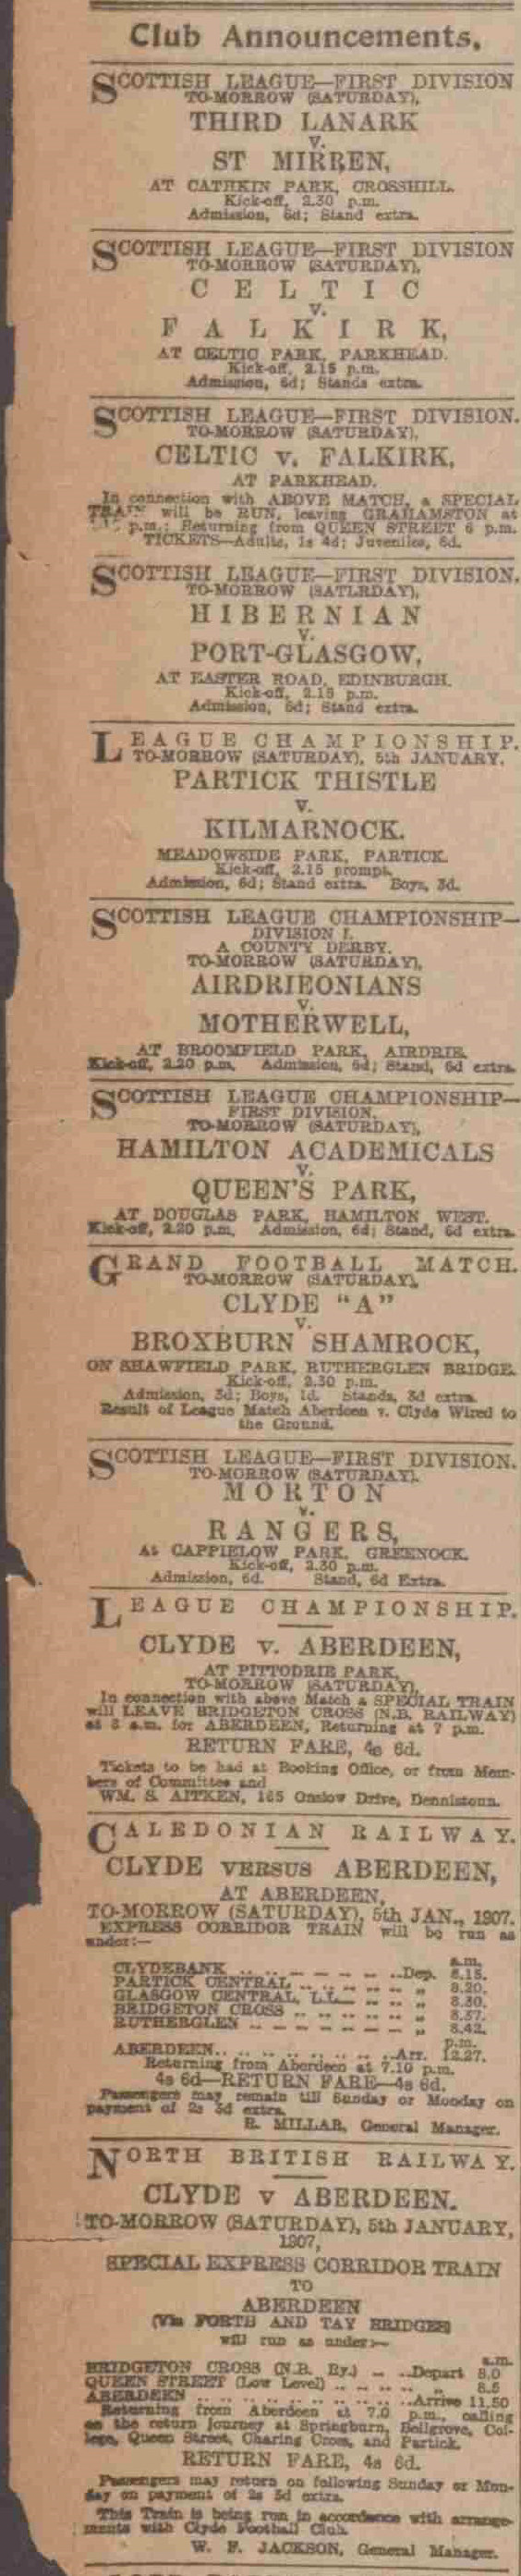 Club Announcements.
SCOTTISH LEAGUE—FIRST DIVISION
TO-MORROW (SATURDAY),
THIRD LANARK
v.
ST MIRREN,
AT CATHKIN PARK, CROSSHILL.
Kick-off, 2.30 p.m.
Admission, 6d; Stand extra.
SCOTTISH LEAGUE—FIRST DIVISION
TO-MORROW (SATURDAY),
CELTIC
v.
FALKIRK,
AT CELTIC PARK, PARKHEAD.
Kick-off, 2.15 p.m.
Admission, 6d; Stands extra.
SCOTTISH LEAGUE—FIRST DIVISION.
TO-MORROW (SATURDAY),
CELTIC v. FALKIRK,
AT PARKHEAD.
In connection with ABOVE MATCH, a SPECIAL
TRAIN will be RUN, leaving GRAHAMSTON at
p.m.; Returning from QUEEN STREET 6 p.m.
TICKETS—Adults, 1s 4d; Juveniles, 8d.
SCOTTISH LEAGUE—FIRST DIVISION.
TO-MORROW (SATURDAY),
HIBERNIAN
v.
PORT-GLASGOW,
AT EASTER ROAD, EDINBURGH.
Kick-off, 2.15 p.m.
Admission, 6d; Stand extra.
LEAGUE CHAMPIONSHIP.
TO-MORROW (SATURDAY), 5th JANUARY.
PARTICK THISTLE
v.
KILMARNOCK.
MEADOWSIDE PARK, PARTICK.
Kick-off, 2.15 prompt.
Admission, 6d; Stand extra. Boys, 3d.
SCOTTISH LEAGUE CHAMPIONSHIP—
DIVISION I.
A COUNTY DERBY.
TO-MORROW (SATURDAY),
AIRDRIEONIANS
v.
MOTHERWELL,
AT BROOMFIELD PARK, AIRDRIE.
Kick-off, 2.20 p.m. Admission, 6d; Stand, 6d extra.
SCOTTISH LEAGUE CHAMPIONSHIP—
FIRST DIVISION.
TO-MORROW (SATURDAY),
HAMILTON ACADEMICALS
v.
QUEEN'S PARK,
AT DOUGLAS PARK, HAMILTON WEST.
Kick-off, 2.20 p.m. Admission, 6d; Stand, 6d extra.
GRAND FOOTBALL MATCH.
TO-MORROW (SATURDAY),
CLYDE "A"
v.
BROXBURN SHAMROCK,
ON SHAWFIELD PARK, RUTHERGLEN BRIDGE.
Kick-off, 2.30 p.m.
Admission, 3d; Boys, 1d. Stands, 3d extra.
Result of League Match Aberdeen v. Clyde Wired to
the Ground.
SCOTTISH LEAGUE—FIRST DIVISION.
TO-MORROW (SATURDAY).
MORTON
v.
RANGERS,
At CAPPIELOW PARK, GREENOCK.
Kick-off, 2.30 p.m.
Admission, 6d. Stand, 6d Extra.
LEAGUE CHAMPIONSHIP.
CLYDE v. ABERDEEN,
AT PITTODRIE PARK,
TO-MORROW (SATURDAY),
In connection with above Match a SPECIAL TRAIN
will LEAVE BRIDGETON CROSS (N.B. RAILWAY)
at 8 a.m. for ABERDEEN, Returning at 7 p.m.
RETURN FARE, 4s 6d.
Tickets to be had at Booking Office, or from Mem-
bers of Committee and
WM. S. AITKEN, 165 Onslow Drive, Dennistoun.
CALEDONIAN RAILWAY.
CLYDE VERSUS ABERDEEN,
AT ABERDEEN,
TO-MORROW (SATURDAY), 5th JAN., 1907.
EXPRESS CORRIDOR TRAIN will be run as
under:—
a.m.
CLYDEBANK .. .. .. Dep. 8.15.
PARTICK CENTRAL .. .. .. „ 8.20.
GLASGOW CENTRAL, L.L. .. .. „ 8.30.
BRIDGETON CROSS .. .. .. „ 8.37.
RUTHERGLEN .. .. .. „ 8.42.
p.m.
ABERDEEN.. .. .. .. Arr. 12.27.
Returning from Aberdeen at 7.10 p.m.
4s 6d—RETURN FARE—4s 6d.
Passengers may remain till Sunday or Monday on
payment of 2s 3d extra.
R. MILLAR, General Manager.
NORTH BRITISH RAILWAY.
CLYDE v ABERDEEN.
TO-MORROW (SATURDAY), 5th JANUARY,
1907,
SPECIAL EXPRESS CORRIDOR TRAIN
TO
ABERDEEN
(Via FORTH AND TAY BRIDGES)
will run as under:—
a.m.
BRIDGETON CROSS (N.B. Ry.) .. ..Depart 8.0
QUEEN STREET (Low Level) .. .. .. „ 8.5
ABERDEEN .. .. .. .. ..Arrive 11.50
Returning from Aberdeen at 7.0 p.m., calling
on the return journey at Springburn, Bellgrove, Col-
lege, Queen Street, Charing Cross, and Partick.
RETURN FARE, 4s 6d.
Passengers may return on following Sunday or Mon-
day on payment of 2s 3d extra.
This Train is being run in accordance with arrange-
ments with Clyde Football Club.
W. F. JACKSON, General Manager.